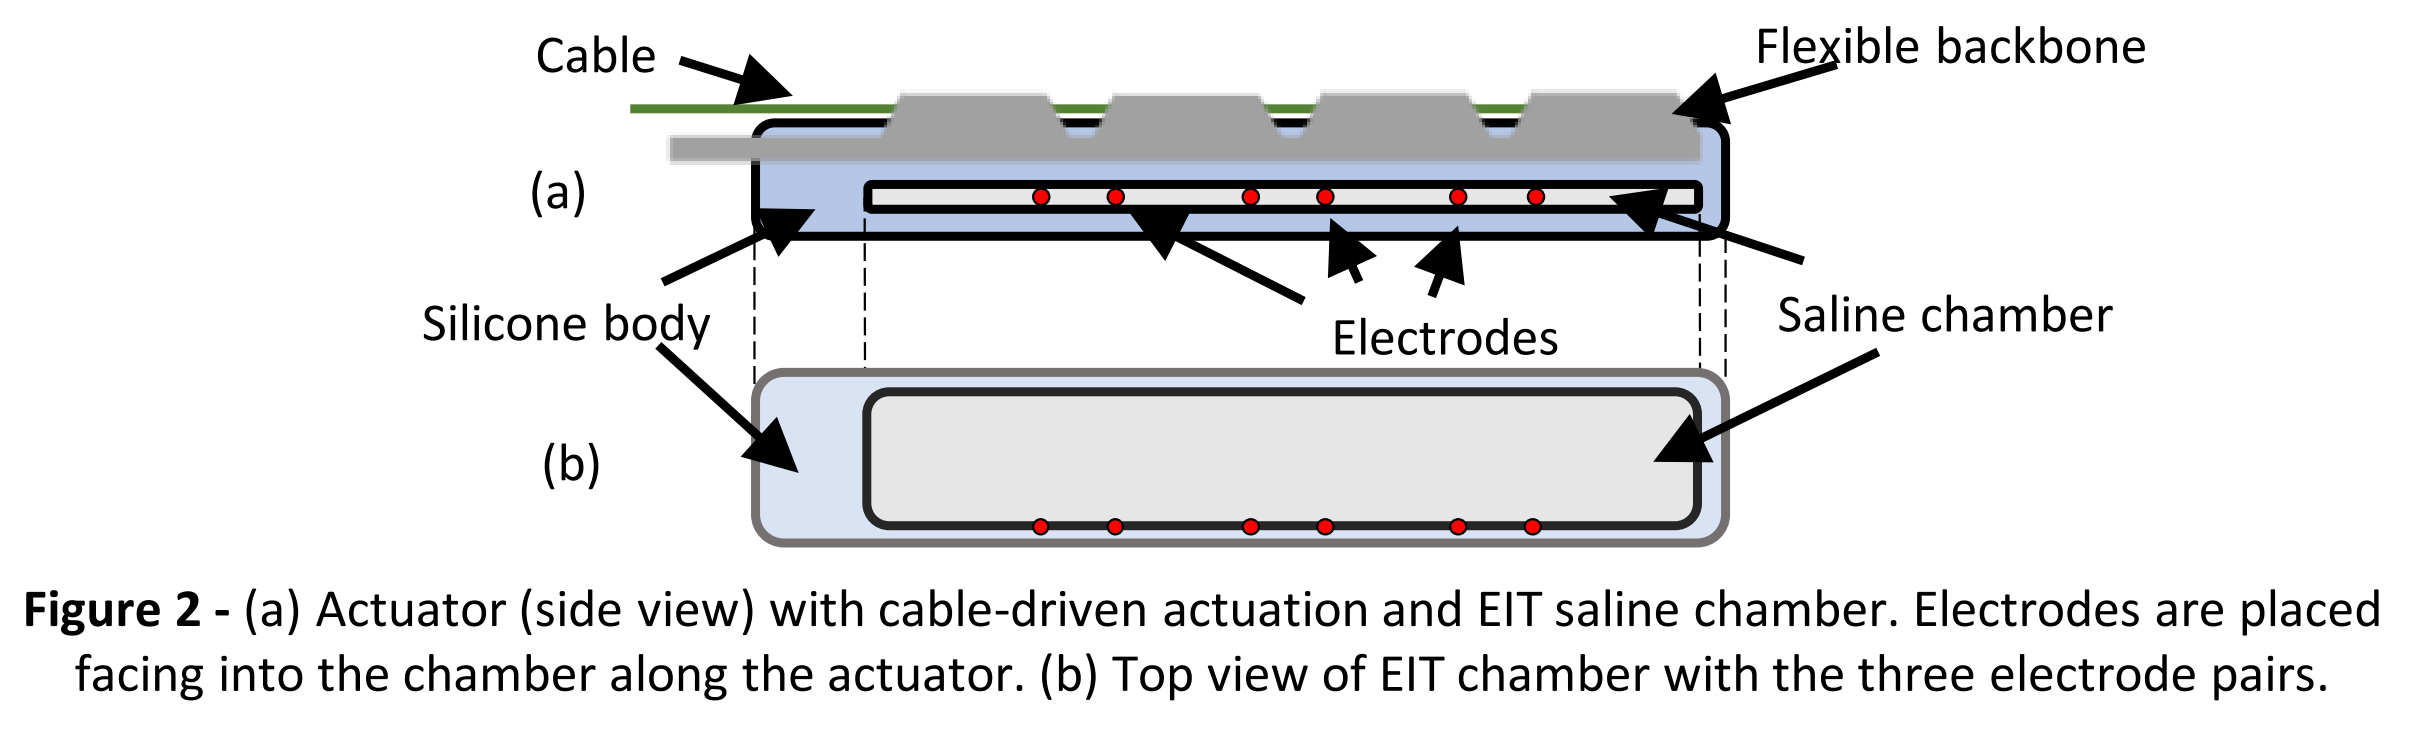 Cable
Flexible backbone
(a)
Silicone body
Electrodes
Saline chamber
(b)
Figure 2 - (a) Actuator (side view) with cable-driven actuation and EIT saline chamber. Electrodes are placed
facing into the chamber along the actuator. (b) Top view of EIT chamber with the three electrode pairs.